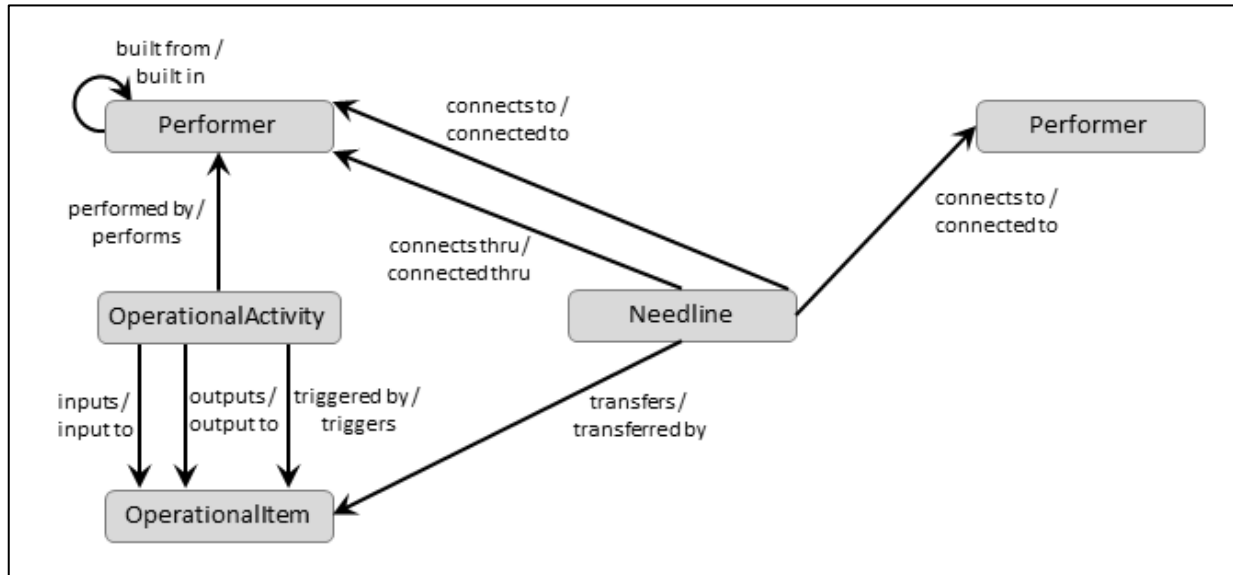 built from /
built in
Performer
connects to /
connected to
Performer
performed by /
performs
connects thru /
connected thru
connects to /
connected to
OperationalActivity
Needline
inputs /
input to
outputs /
output to
triggered by /
triggers
transfers /
transferred by
OperationalItem